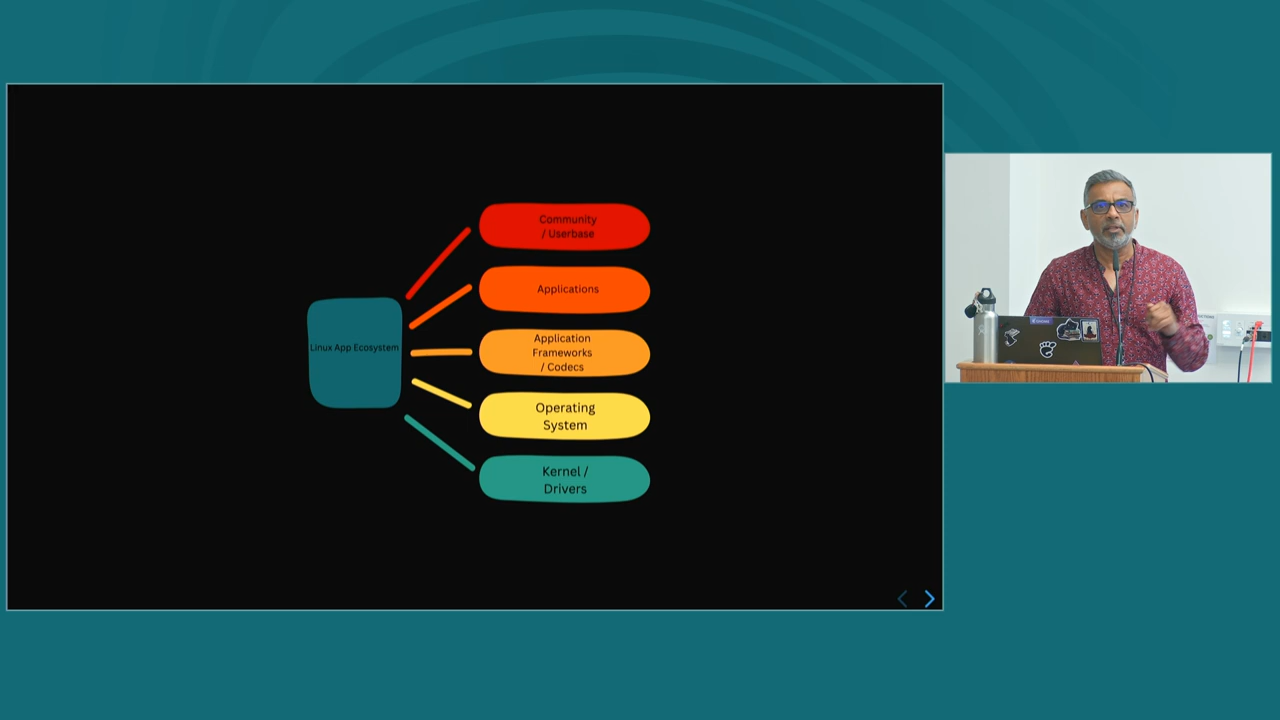 Linux App Ecosystem
Community
/ Userbase
Applications
Application
Frameworks
/ Codecs
Operating
System
Kernel /
Drivers